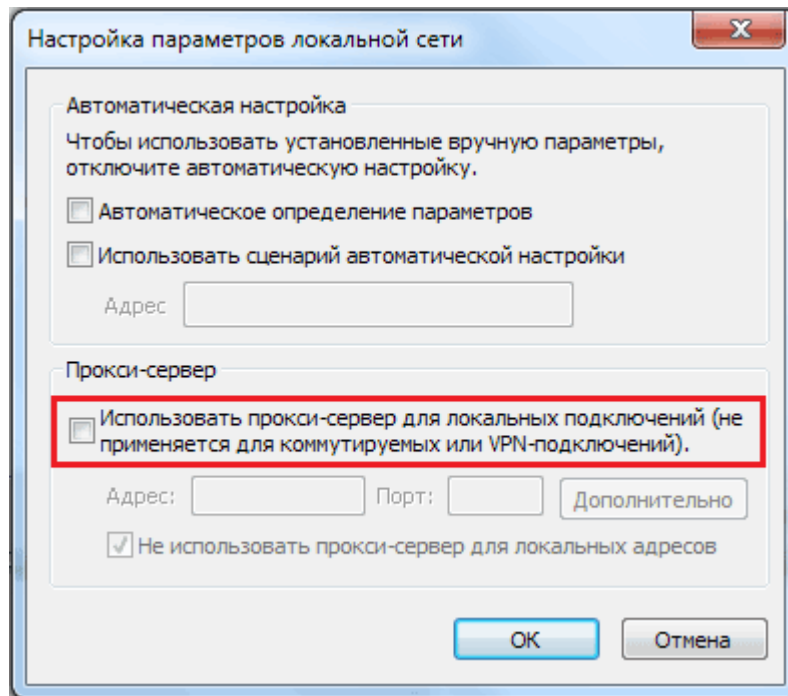 Настройка параметров локальной сети
Автоматическая настройка
Чтобы использовать установленные вручную параметры,
отключите автоматическую настройку.
Автоматическое определение параметров
Использовать сценарий автоматической настройки
Адрес
Прокси-сервер
Использовать прокси-сервер для локальных подключений (не
применяется для коммутируемых или VPN-подключений).
Адрес: Порт: Дополнительно
Не использовать прокси-сервер для локальных адресов
ОК Отмена